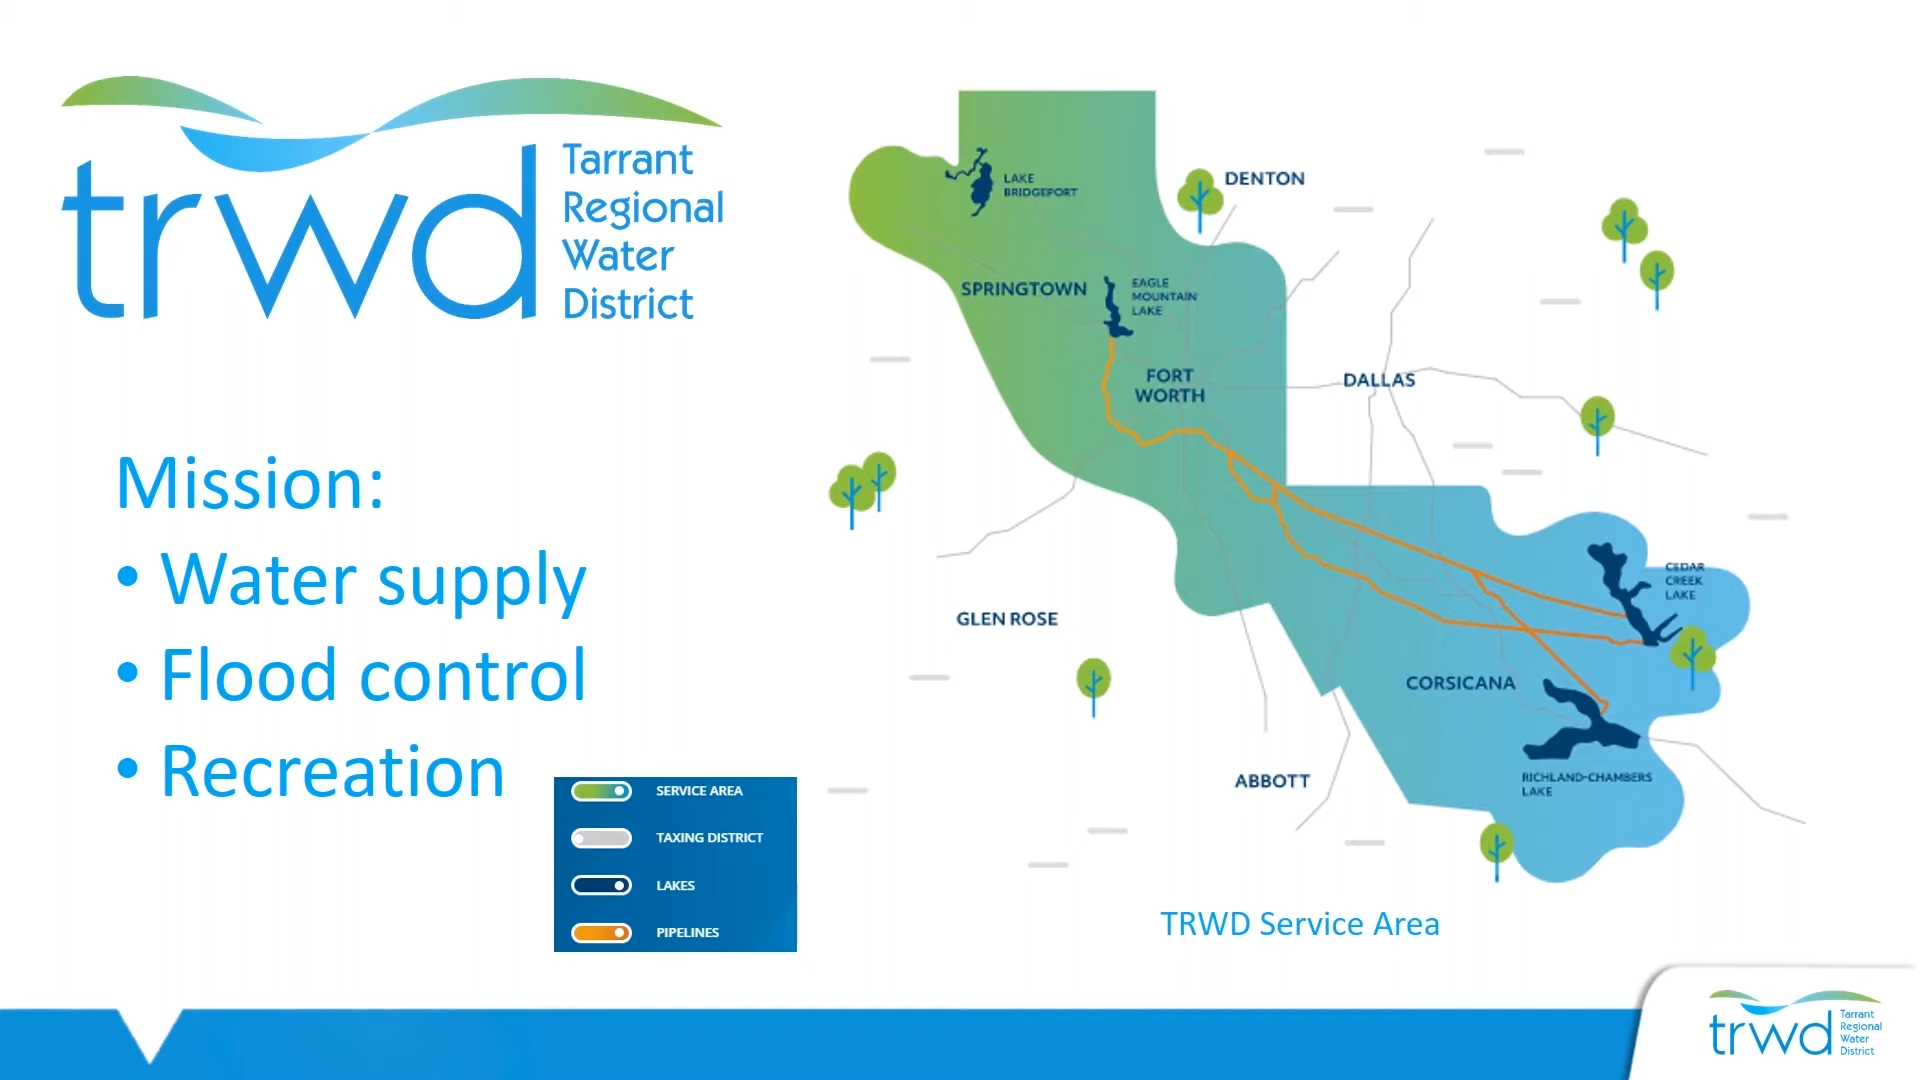 trwd
Tarrant
Regional
Water
District
Mission:
• Water supply
• Flood control
• Recreation
SERVICE AREA
TAXING DISTRICT
LAKES
PIPELINES
LAKE
BRIDGEPORT
DENTON
SPRINGTOWN
EAGLE
MOUNTAIN
LAKE
FORT
WORTH
DALLAS
CEDAR
CREEK
LAKE
GLEN ROSE
CORSICANA
ABBOTT
RICHLAND-CHAMBERS
LAKE
TRWD Service Area
trwd
Tarrant
Regional
Water
District